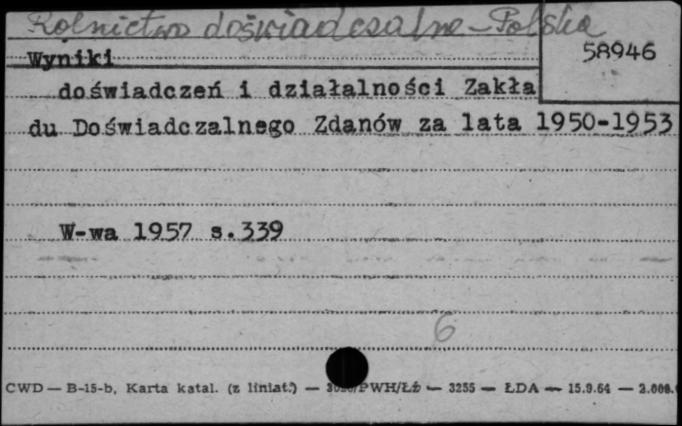 Rolnictwo doświadczalne - Polska
58946
Wyniki
doświadczeń i działalności Zakła
du Doświadczalnego Zdanów za lata 1950-1953
W-wa 1957 s.339
6
CWD — B-15-b, Karta katal. (z liniat.) — PWH/Łź — 3255 — ŁDA — 15.9.64 — 2.000.